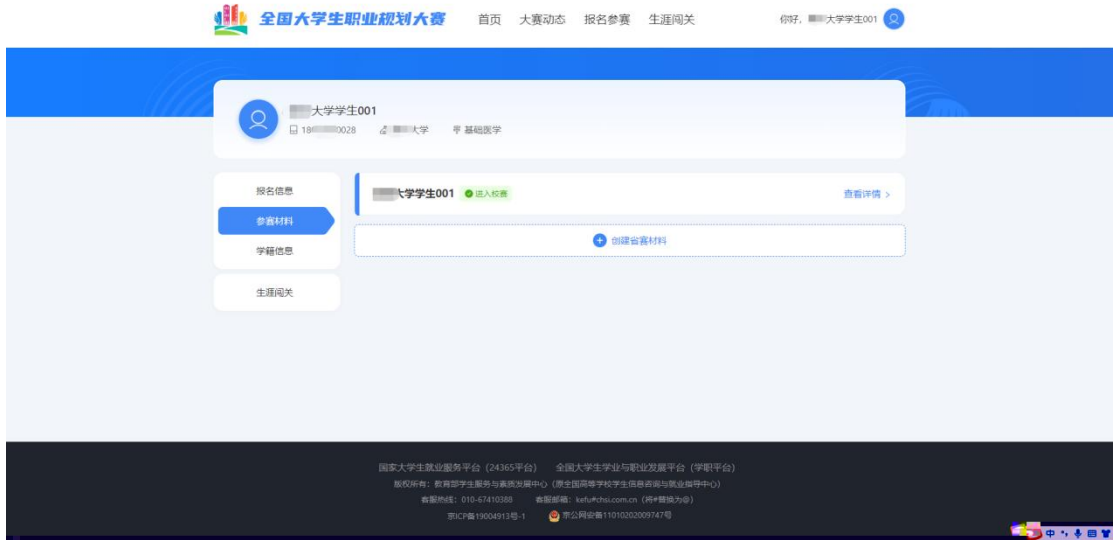 全国大学生职业规划大赛 首页 大赛动态 报名参赛 生涯闯关 你好, 大学学生001
大学学生001
18 0028 大学 基础医学
报名信息
大学学生001 进入校赛 查看详情 >
参赛材料
创建省赛材料
学籍信息
生涯闯关
国家大学生就业服务平台（24365平台） 全国大学生学业与职业发展平台（学职平台）
版权所有：教育部学生服务与素质发展中心（原全国高等学校学生信息咨询与就业指导中心）
客服热线：010-67410388 客服邮箱：kefu#chsi.com.cn（将#替换为@）
京ICP备19004913号-1 京公网安备11010202009747号
中